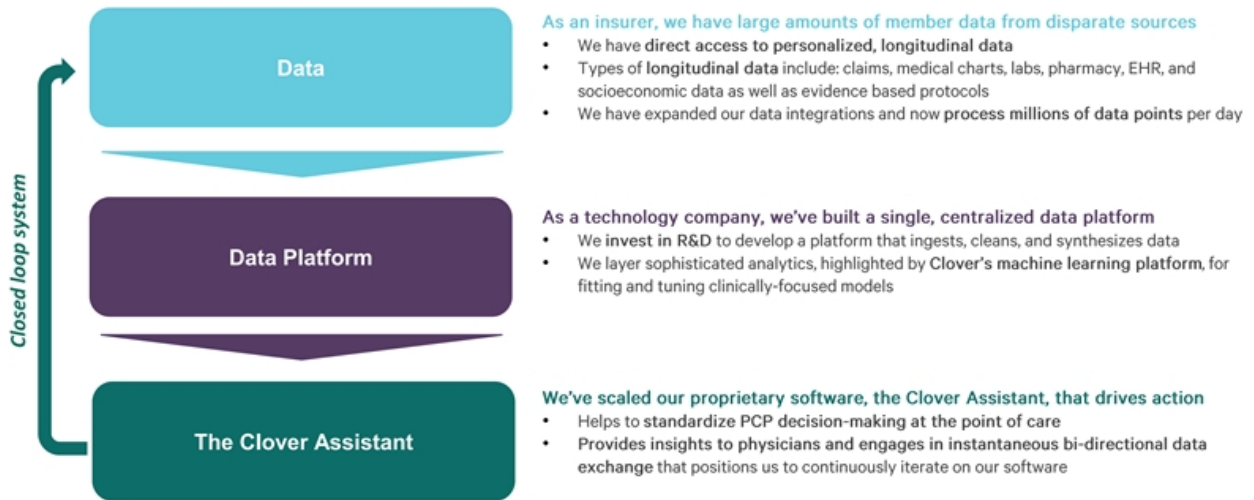 Closed loop system
Data
As an insurer, we have large amounts of member data from disparate sources
• We have direct access to personalized, longitudinal data
• Types of longitudinal data include: claims, medical charts, labs, pharmacy, EHR, and
socioeconomic data as well as evidence based protocols
• We have expanded our data integrations and now process millions of data points per day
Data Platform
As a technology company, we've built a single, centralized data platform
• We invest in R&D to develop a platform that ingests, cleans, and synthesizes data
• We layer sophisticated analytics, highlighted by Clover's machine learning platform, for
fitting and tuning clinically-focused models
The Clover Assistant
We've scaled our proprietary software, the Clover Assistant, that drives action
• Helps to standardize PCP decision-making at the point of care
• Provides insights to physicians and engages in instantaneous bi-directional data
exchange that positions us to continuously iterate on our software